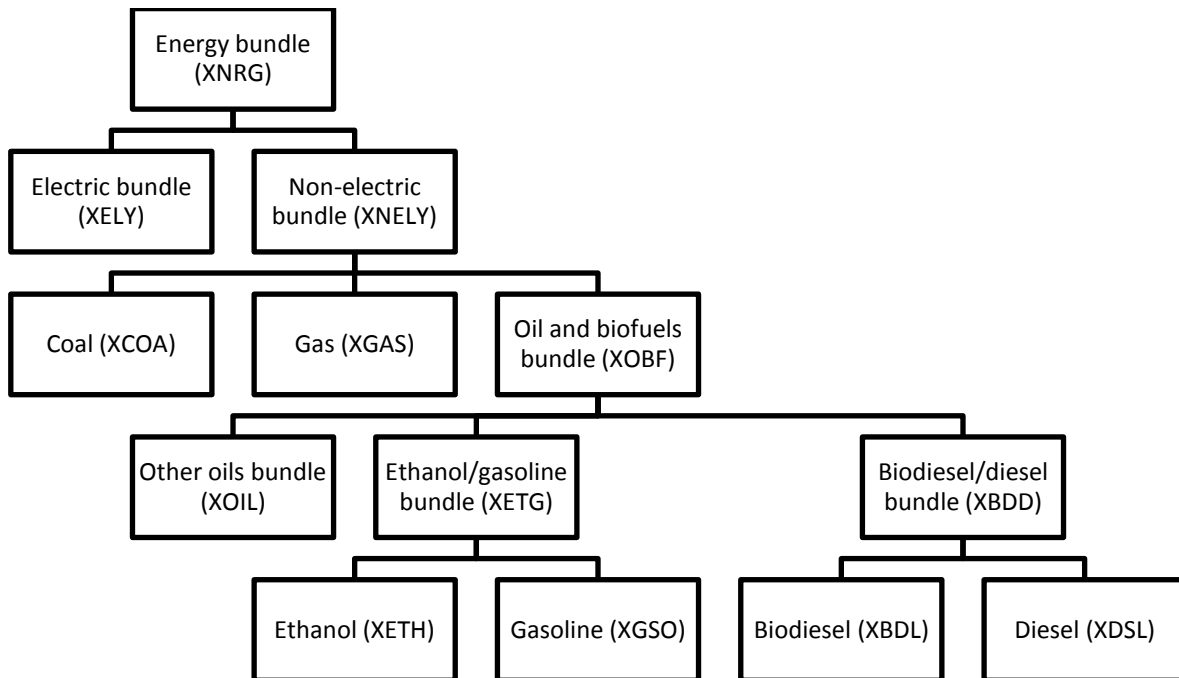 Energy bundle
(XNRG)
Electric bundle
(XELY)
Non-electric
bundle (XNELY)
Coal (XCOA)
Gas (XGAS)
Oil and biofuels
bundle (XOBF)
Other oils bundle
(XOIL)
Ethanol/gasoline
bundle (XETG)
Biodiesel/diesel
bundle (XBDD)
Ethanol (XETH)
Gasoline (XGSO)
Biodiesel (XBDL)
Diesel (XDSL)